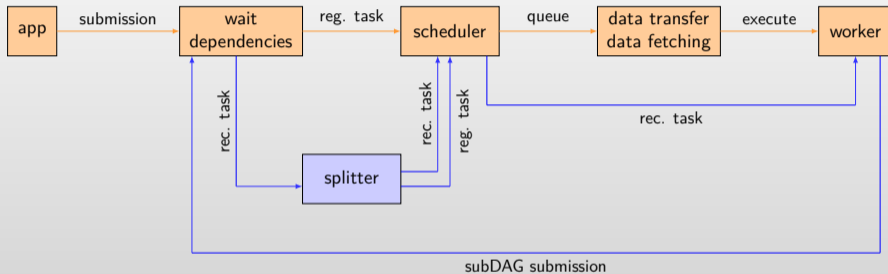 app
submission
wait
dependencies
reg. task
scheduler
queue
data transfer
data fetching
execute
worker
rec. task
rec. task
reg. task
rec. task
splitter
subDAG submission